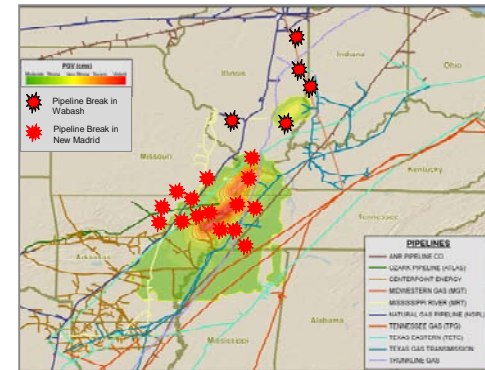 Indiana
Ohio
Illinois
PGV (cm/s)
Pipeline Break in
Wabash
Pipeline Break in
New Madrid
Missouri
Kentucky
Tennessee
Arkansas
Alabama
Mississippi
PIPELINES
ANR PIPELINE CO
OZARK PIPELINE (ATLAS)
CENTERPOINT ENERGY
MIDWESTERN GAS (MGT)
MISSISSIPPI RIVER (MRT)
NATURAL GAS PIPELINE (NGPL)
TENNESSEE GAS (TPG)
TEXAS EASTERN (TETC)
TEXAS GAS TRANSMISSION
TRUNKLINE GAS